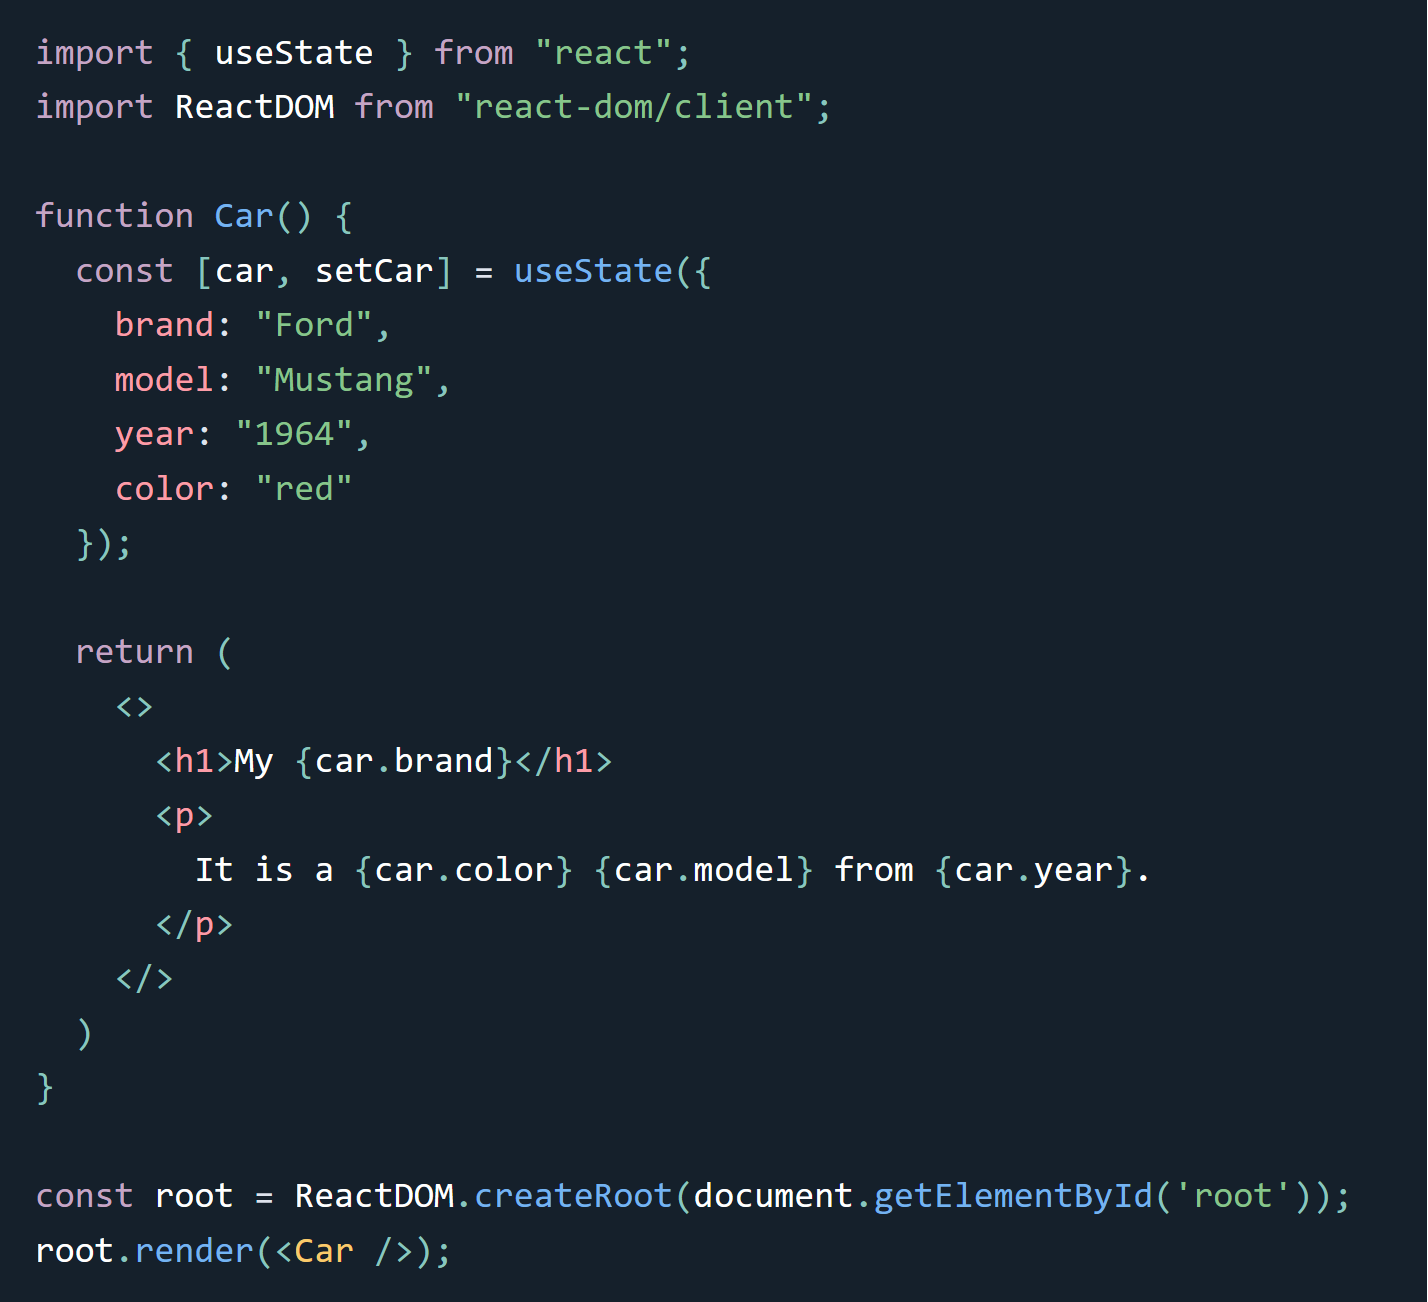 import { useState } from "react";
import ReactDOM from "react-dom/client";

function Car() {
  const [car, setCar] = useState({
    brand: "Ford",
    model: "Mustang",
    year: "1964",
    color: "red"
  });

  return (
    <>
      <h1>My {car.brand}</h1>
      <p>
        It is a {car.color} {car.model} from {car.year}.
      </p>
    </>
  )
}

const root = ReactDOM.createRoot(document.getElementById('root'));
root.render(<Car />);